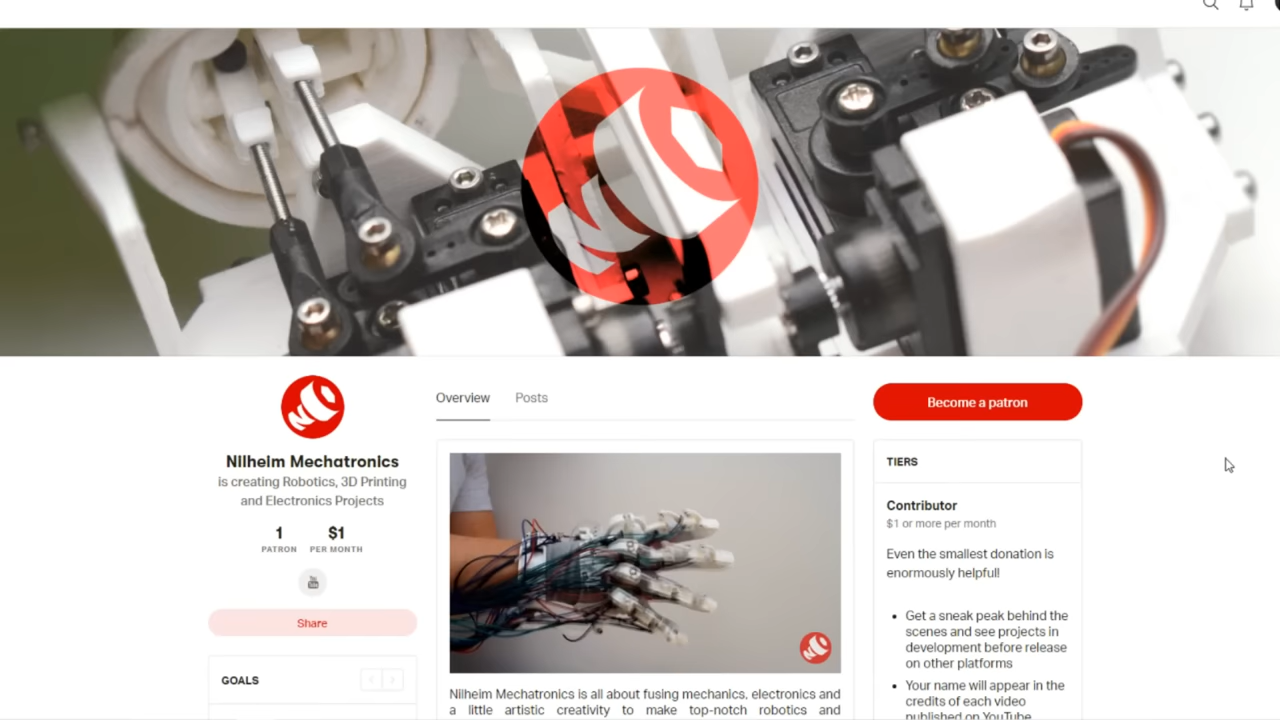 Overview
Posts
Become a patron
Nilheim Mechatronics
is creating Robotics, 3D Printing
and Electronics Projects
1
PATRON
$1
PER MONTH
Share
GOALS
Nilheim Mechatronics is all about fusing mechanics, electronics and
a little artistic creativity to make top-notch robotics and
TIERS
Contributor
$1 or more per month
Even the smallest donation is
enormously helpful!
Get a sneak peak behind the
scenes and see projects in
development before release
on other platforms
Your name will appear in the
credits of each video
published on YouTube